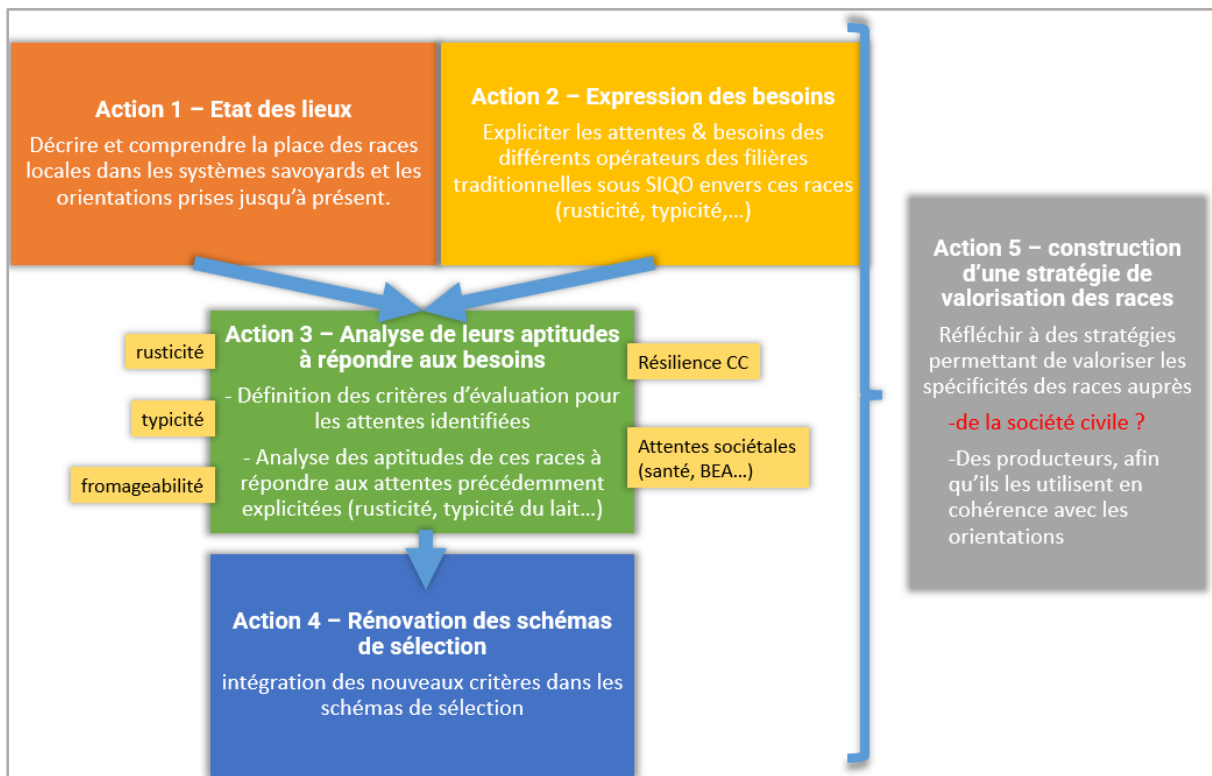 Action 1 – Etat des lieux
Décrire et comprendre la place des races
locales dans les systèmes savoyards et les
orientations prises jusqu'à présent.
Action 2 – Expression des besoins
Expliciter les attentes & besoins des
différents opérateurs des filières
traditionnelles sous SIQO envers ces races
(rusticité, typicité,...)
Action 3 – Analyse de leurs aptitudes
à répondre aux besoins
- Définition des critères d'évaluation pour
les attentes identifiées
- Analyse des aptitudes de ces races à
répondre aux attentes précédemment
explicitées (rusticité, typicité du lait...)
rusticité
typicité
fromageabilité
Résilience CC
Attentes sociétales
(santé, BEA...)
Action 4 – Rénovation des schémas
de sélection
intégration des nouveaux critères dans les
schémas de sélection
Action 5 – construction
d'une stratégie de
valorisation des races
Réfléchir à des stratégies
permettant de valoriser les
spécificités des races auprès
-de la société civile ?
-Des producteurs, afin
qu'ils les utilisent en
cohérence avec les
orientations